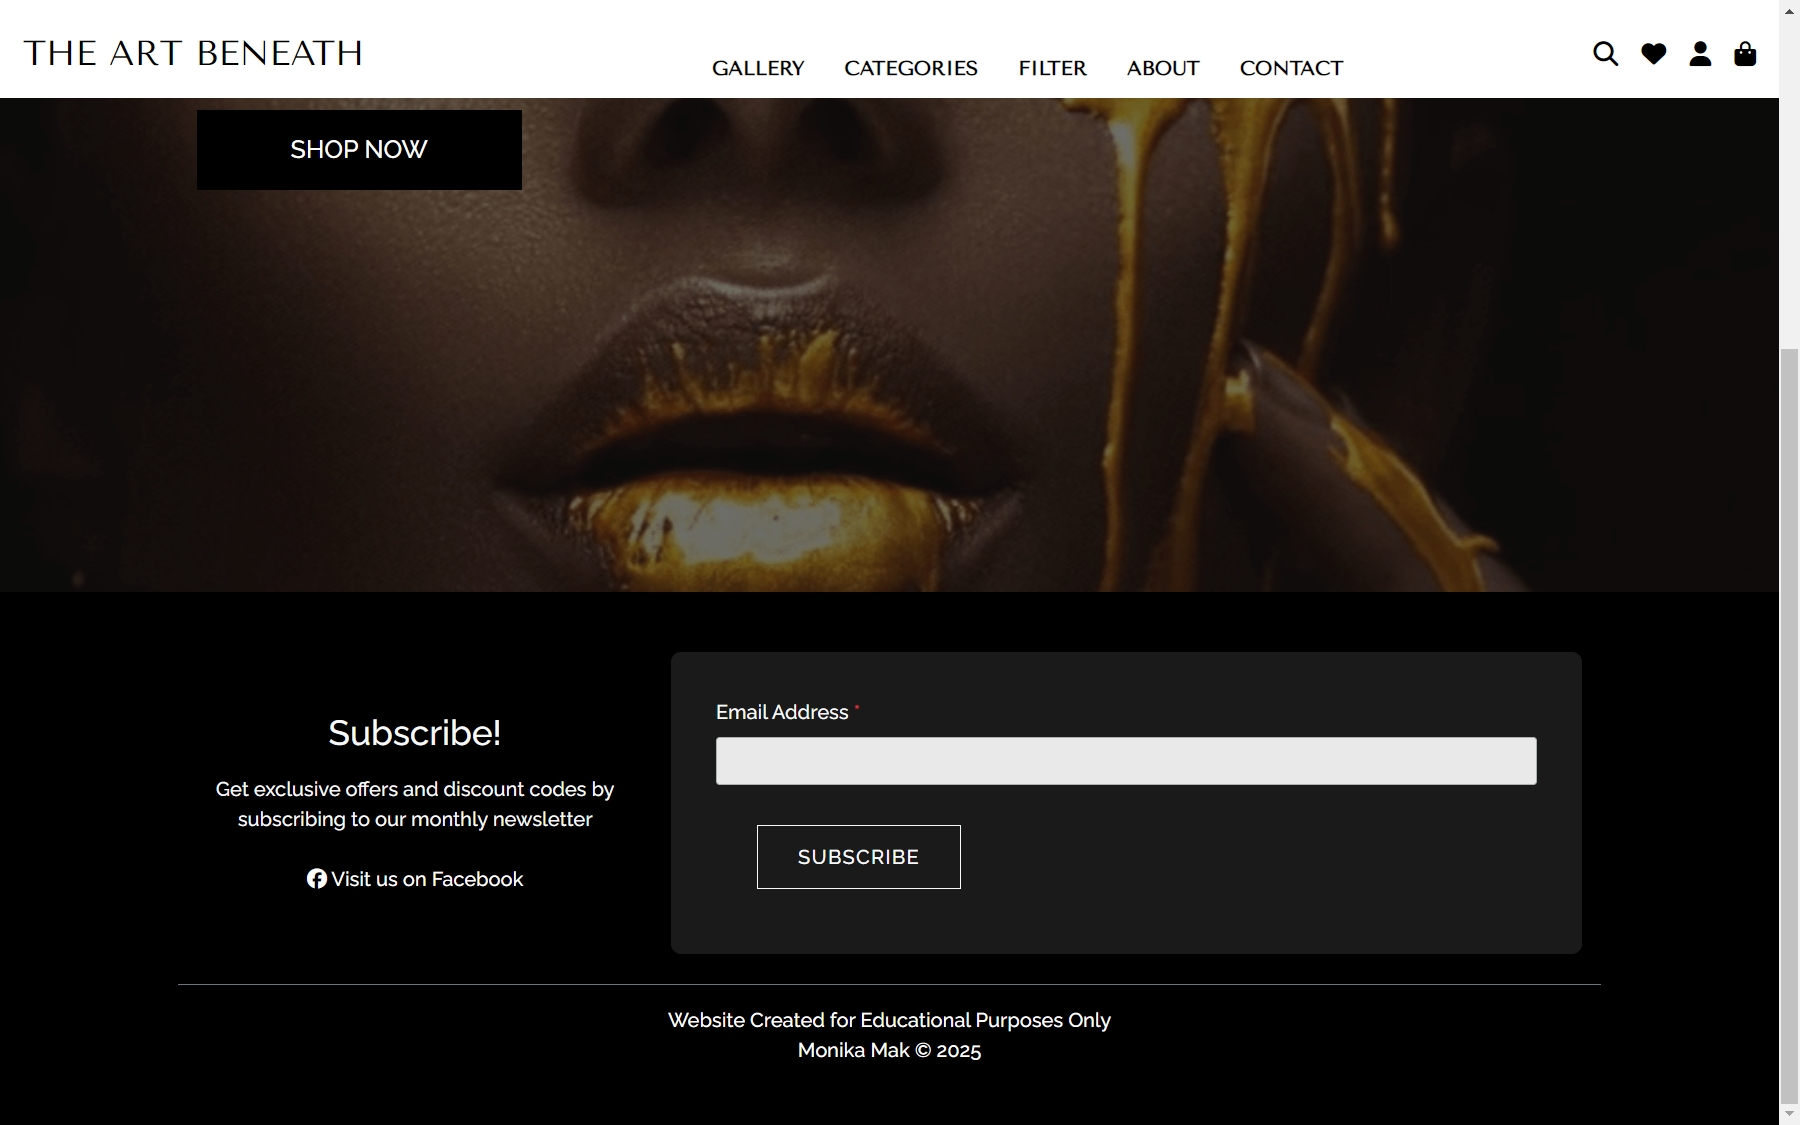 THE ART BENEATH
GALLERY CATEGORIES FILTER ABOUT CONTACT
SHOP NOW
Subscribe!
Get exclusive offers and discount codes by
subscribing to our monthly newsletter
Visit us on Facebook
Email Address *
SUBSCRIBE
Website Created for Educational Purposes Only
Monika Mak © 2025